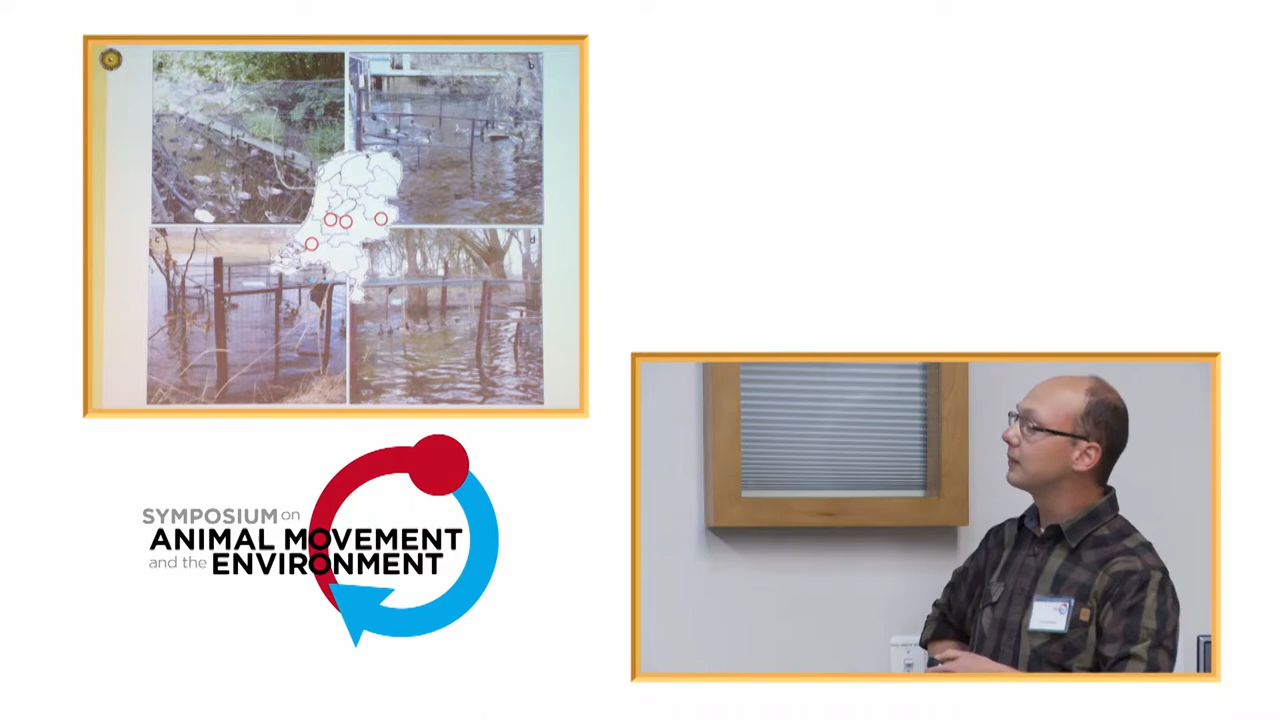 b
c
d
SYMPOSIUM on
ANIMAL MOVEMENT
and the ENVIRONMENT